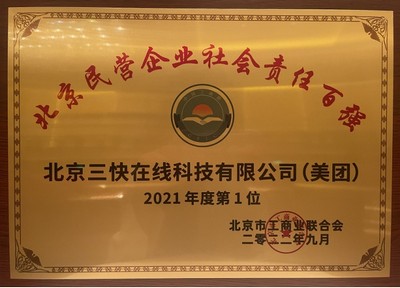 北京民营企业社会责任百强
北京三快在线科技有限公司(美团)
2021年度第1位
北京市工商业联合会
二〇二二年九月